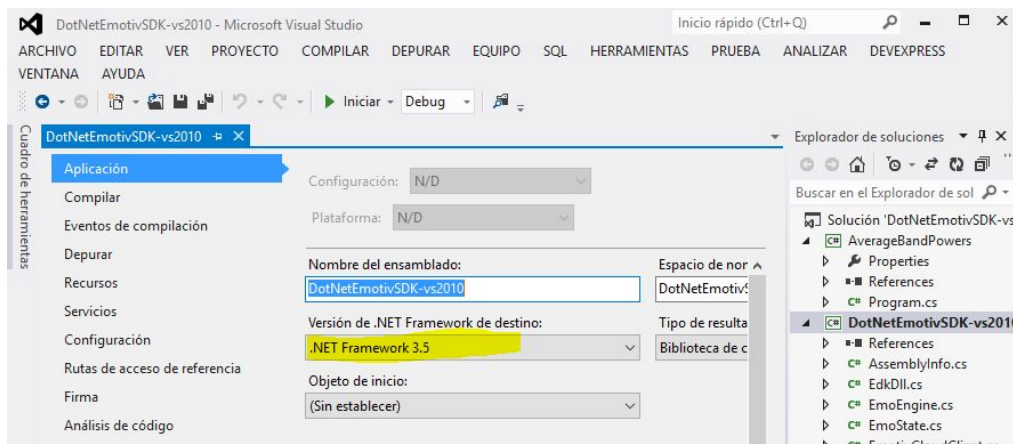 DotNetEmotivSDK-vs2010 - Microsoft Visual Studio
Inicio rápido (Ctrl+Q)
ARCHIVO EDITAR VER PROYECTO COMPILAR DEPURAR EQUIPO SQL HERRAMIENTAS PRUEBA ANALIZAR DEVEXPRESS
VENTANA AYUDA
Iniciar Debug
Cuadro de herramientas
DotNetEmotivSDK-vs2010
Aplicación
Compilar
Eventos de compilación
Depurar
Recursos
Servicios
Configuración
Rutas de acceso de referencia
Firma
Análisis de código
Configuración: N/D
Plataforma: N/D
Nombre del ensamblado:
DotNetEmotivSDK-vs2010
Versión de .NET Framework de destino:
.NET Framework 3.5
Objeto de inicio:
(Sin establecer)
Espacio de nor
DotNetEmotivS
Tipo de resulta
Biblioteca de c
Explorador de soluciones
Buscar en el Explorador de sol
Solución 'DotNetEmotivSDK-vs
C# AverageBandPowers
Properties
References
C# Program.cs
C# DotNetEmotivSDK-vs201
References
C# AssemblyInfo.cs
C# EdkDll.cs
C# EmoEngine.cs
C# EmoState.cs